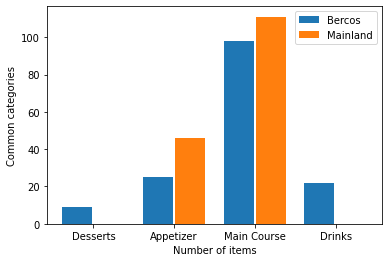 Bercos
Mainland
Common categories
100
80
60
40
20
0
Desserts Appetizer Main Course Drinks
Number of items